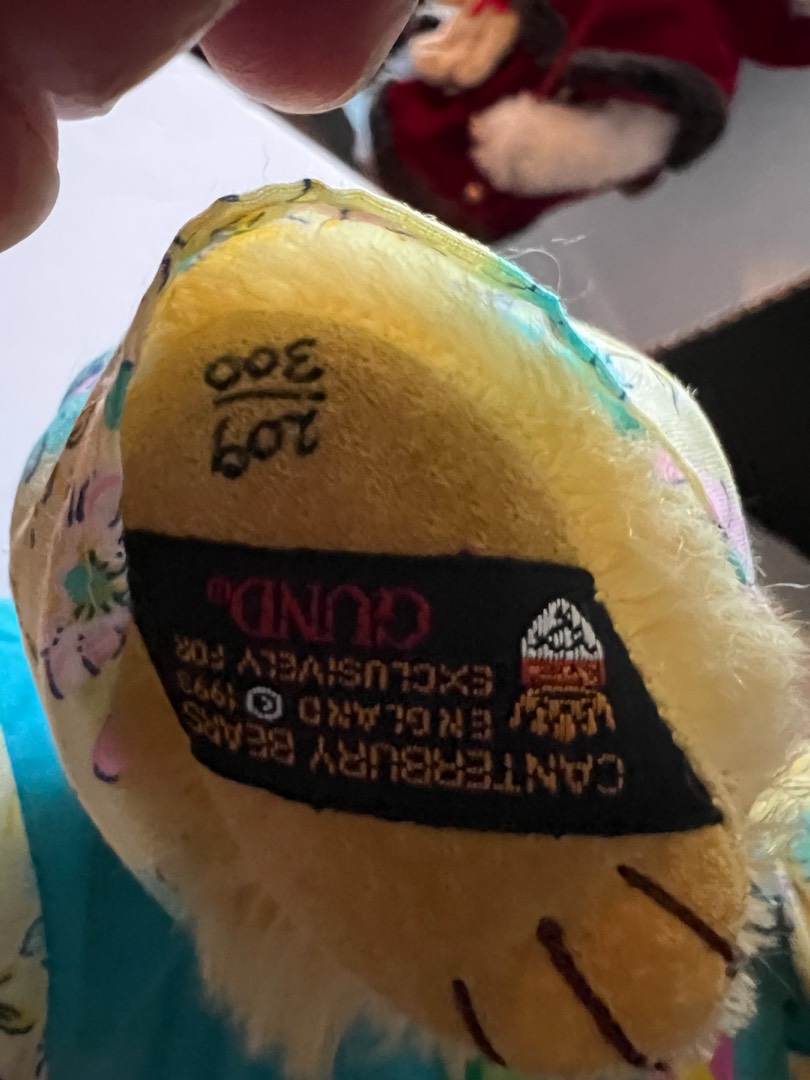 CANTERBURY BEARS
ENGLAND © 1993
EXCLUSIVELY FOR
GUND®
209
300